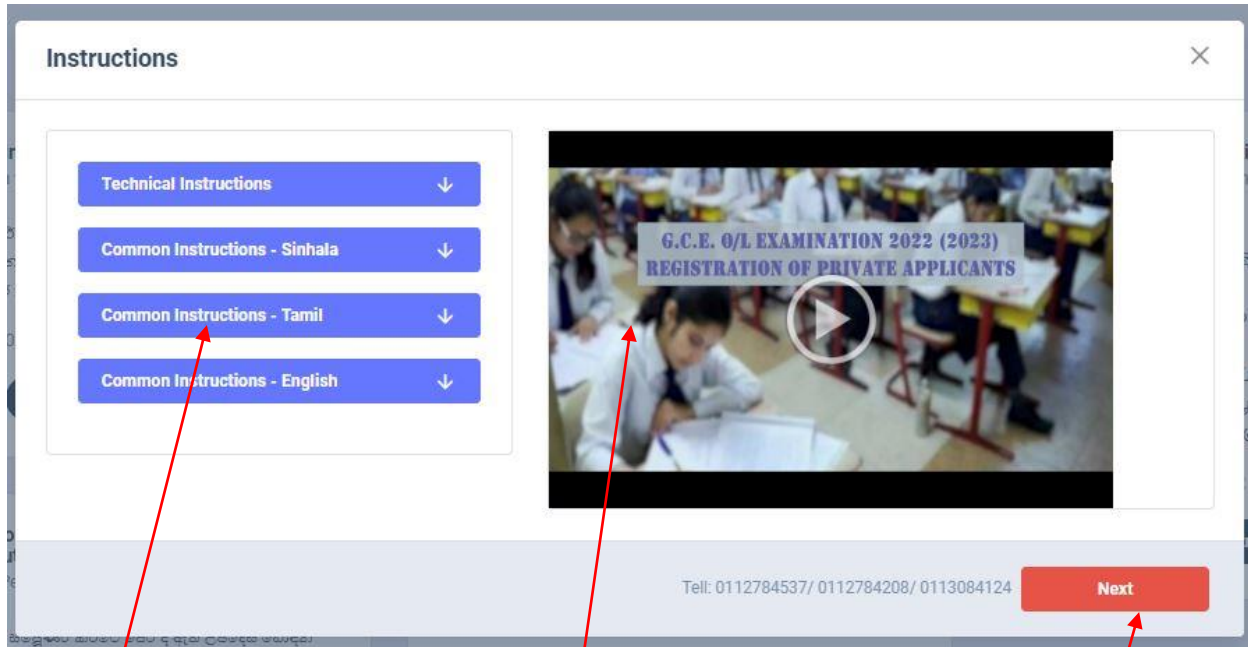 Instructions
Technical Instructions
Common Instructions - Sinhala
Common Instructions - Tamil
Common Instructions - English
G.C.E. O/L EXAMINATION 2022 (2023)
REGISTRATION OF PRIVATE APPLICANTS
Tell: 0112784537/ 0112784208/ 0113084124
Next